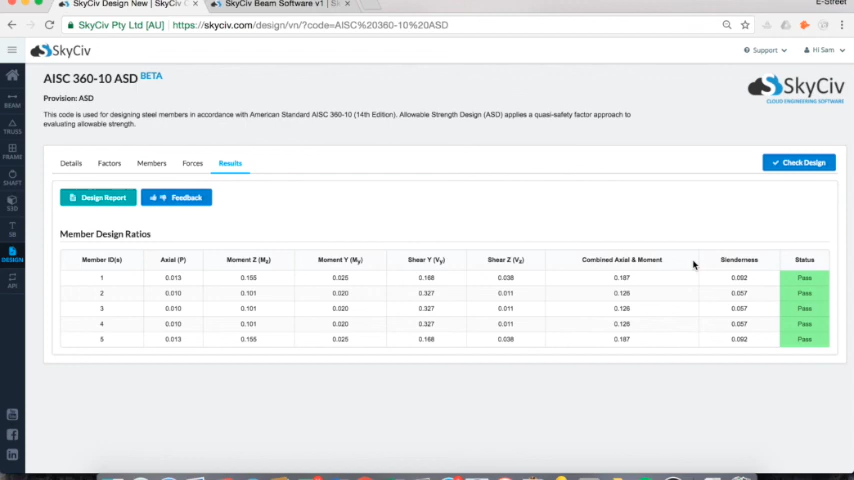 SkyCiv Design New | SkyCiv C
SkyCiv Beam Software v1 | Sk
E-Street
SkyCiv Pty Ltd [AU] https://skyciv.com/design/vn/?code=AISC%20360-10%20ASD
SkyCiv
Support
Hi Sam
AISC 360-10 ASD BETA
Provision: ASD
This code is used for designing steel members in accordance with American Standard AISC 360-10 (14th Edition). Allowable Strength Design (ASD) applies a quasi-safety factor approach to
evaluating allowable strength.
SkyCiv
CLOUD ENGINEERING SOFTWARE
BEAM
TRUSS
FRAME
SHAFT
S3D
SB
DESIGN
API
Details Factors Members Forces Results
Check Design
Design Report
Feedback
Member Design Ratios
Member ID(s) Axial (P) Moment Z (Mz) Moment Y (My) Shear Y (Vy) Shear Z (Vz) Combined Axial & Moment Slenderness Status
1 0.013 0.155 0.025 0.168 0.038 0.187 0.092 Pass
2 0.010 0.101 0.020 0.327 0.011 0.126 0.057 Pass
3 0.010 0.101 0.020 0.327 0.011 0.126 0.057 Pass
4 0.010 0.101 0.020 0.327 0.011 0.126 0.057 Pass
5 0.013 0.155 0.025 0.168 0.038 0.187 0.092 Pass